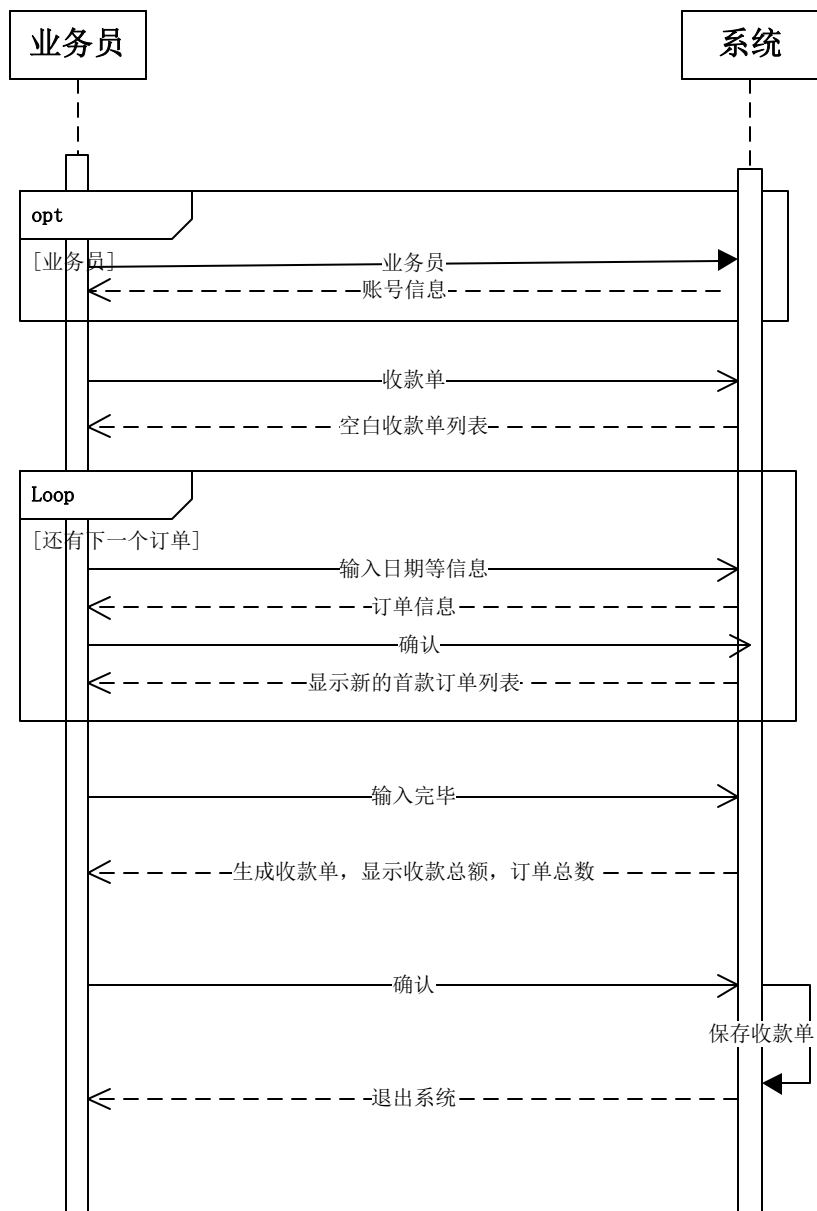 业务员
系统
opt
[业务员]
业务员
账号信息
收款单
空白收款单列表
Loop
[还有下一个订单]
输入日期等信息
订单信息
确认
显示新的首款订单列表
输入完毕
生成收款单，显示收款总额，订单总数
确认
保存收款单
退出系统